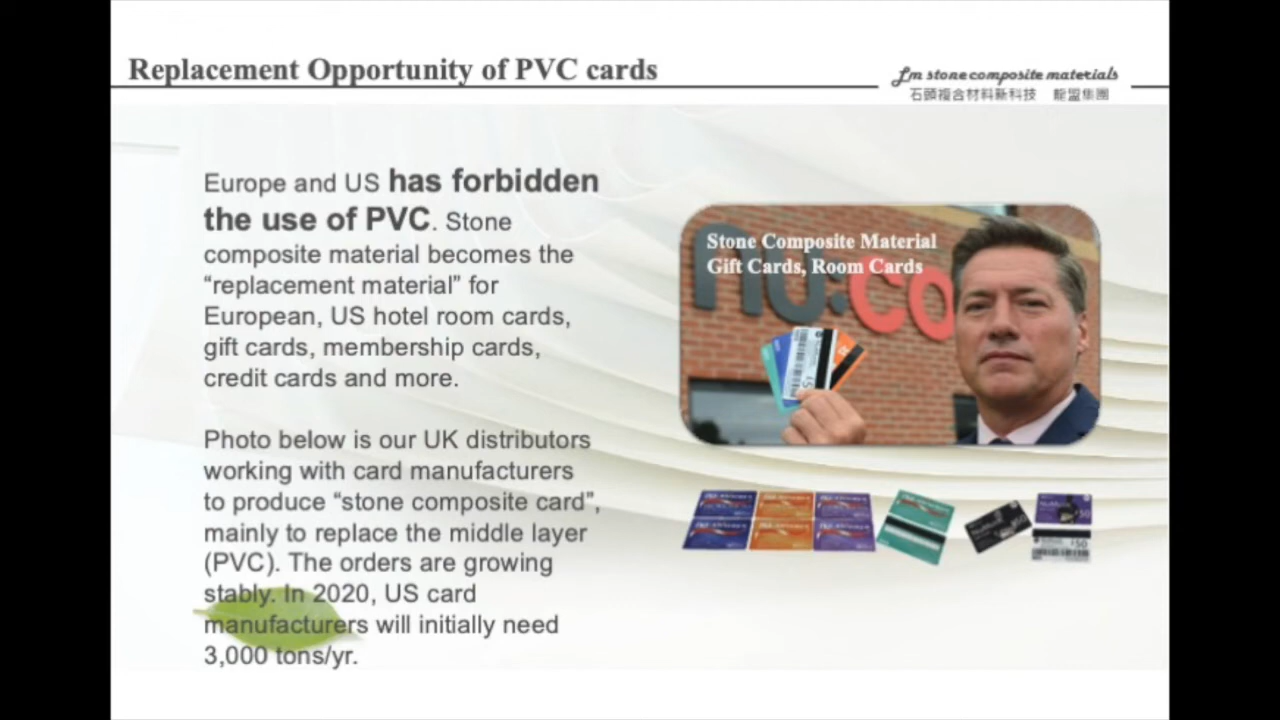 Replacement Opportunity of PVC cards
Lm stone composite materials
石頭複合材料新科技 龍盟集團
Europe and US has forbidden
the use of PVC. Stone
composite material becomes the
“replacement material” for
European, US hotel room cards,
gift cards, membership cards,
credit cards and more.
Photo below is our UK distributors
working with card manufacturers
to produce “stone composite card”,
mainly to replace the middle layer
(PVC). The orders are growing
stably. In 2020, US card
manufacturers will initially need
3,000 tons/yr.
Stone Composite Material
Gift Cards, Room Cards
nu:co